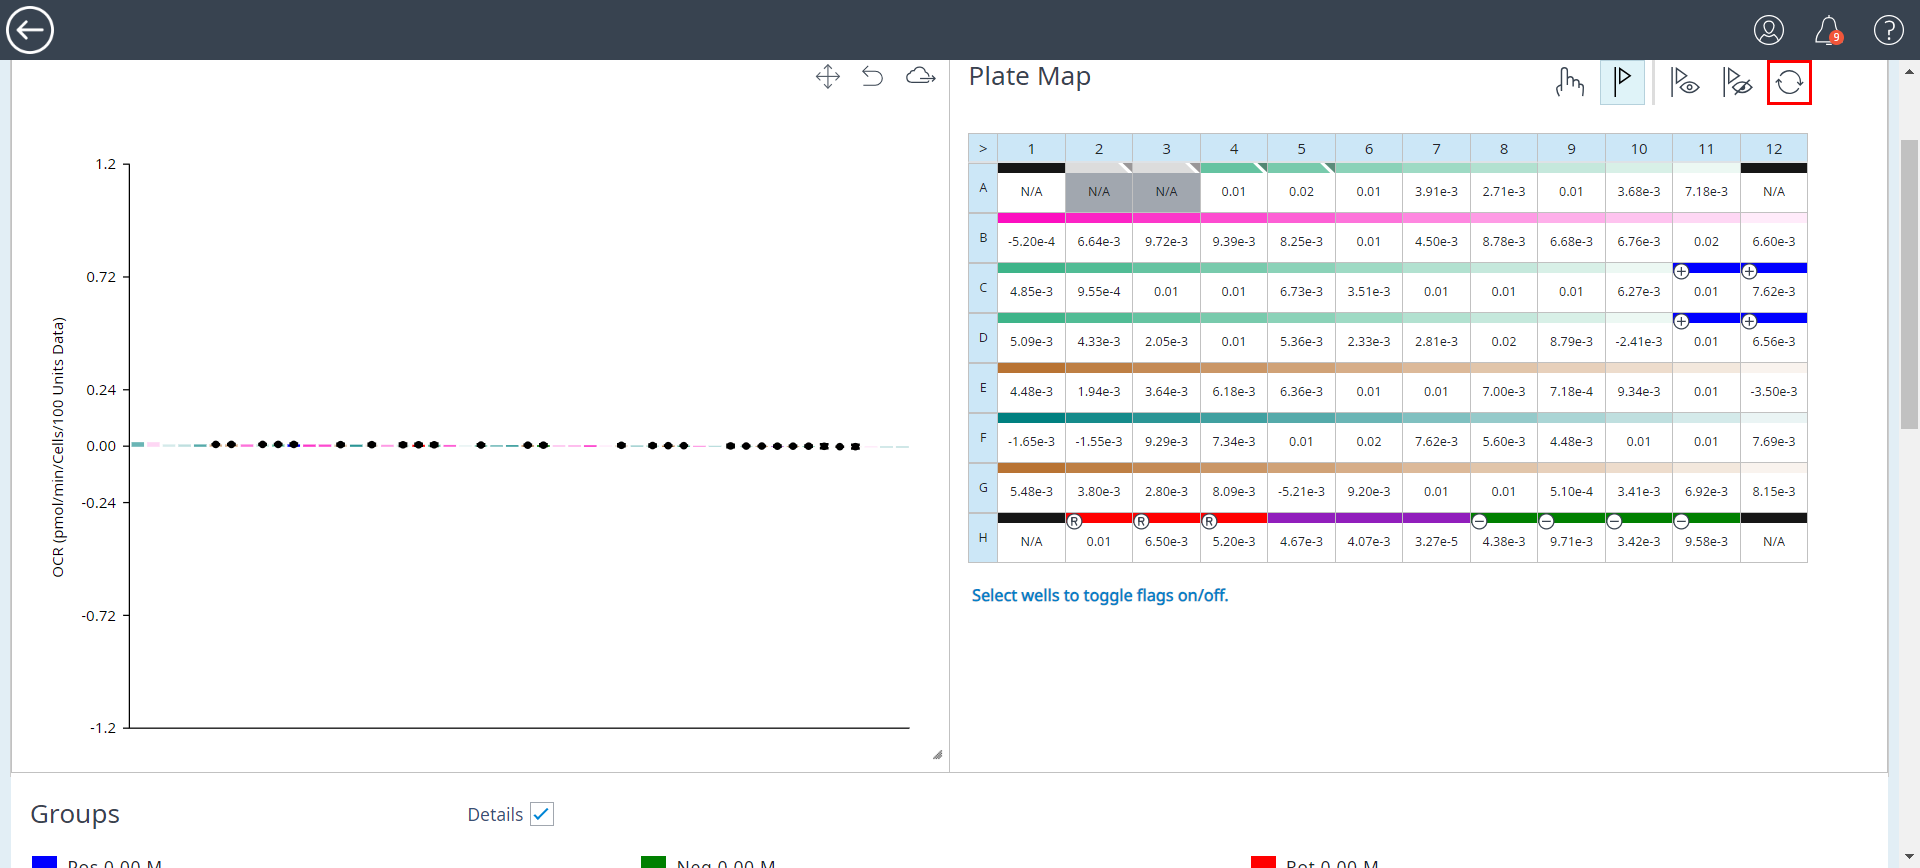 9
?
Plate Map
1.2
0.72
0.24
0.00
-0.24
-0.72
-1.2
OCR (pmol/min/Cells/100 Units Data)
> 1 2 3 4 5 6 7 8 9 10 11 12
A N/A N/A N/A 0.01 0.02 0.01 3.91e-3 2.71e-3 0.01 3.68e-3 7.18e-3 N/A
B -5.20e-4 6.64e-3 9.72e-3 9.39e-3 8.25e-3 0.01 4.50e-3 8.78e-3 6.68e-3 6.76e-3 0.02 6.60e-3
+ +
C 4.85e-3 9.55e-4 0.01 0.01 6.73e-3 3.51e-3 0.01 0.01 0.01 6.27e-3 0.01 7.62e-3
+ +
D 5.09e-3 4.33e-3 2.05e-3 0.01 5.36e-3 2.33e-3 2.81e-3 0.02 8.79e-3 -2.41e-3 0.01 6.56e-3
E 4.48e-3 1.94e-3 3.64e-3 6.18e-3 6.36e-3 0.01 0.01 7.00e-3 7.18e-4 9.34e-3 0.01 -3.50e-3
F -1.65e-3 -1.55e-3 9.29e-3 7.34e-3 0.01 0.02 7.62e-3 5.60e-3 4.48e-3 0.01 0.01 7.69e-3
G 5.48e-3 3.80e-3 2.80e-3 8.09e-3 -5.21e-3 9.20e-3 0.01 0.01 5.10e-4 3.41e-3 6.92e-3 8.15e-3
R R R − − − −
H N/A 0.01 6.50e-3 5.20e-3 4.67e-3 4.07e-3 3.27e-5 4.38e-3 9.71e-3 3.42e-3 9.58e-3 N/A
Select wells to toggle flags on/off.
Groups
Details
Pos 0.00 M
Neg 0.00 M
Rot 0.00 M